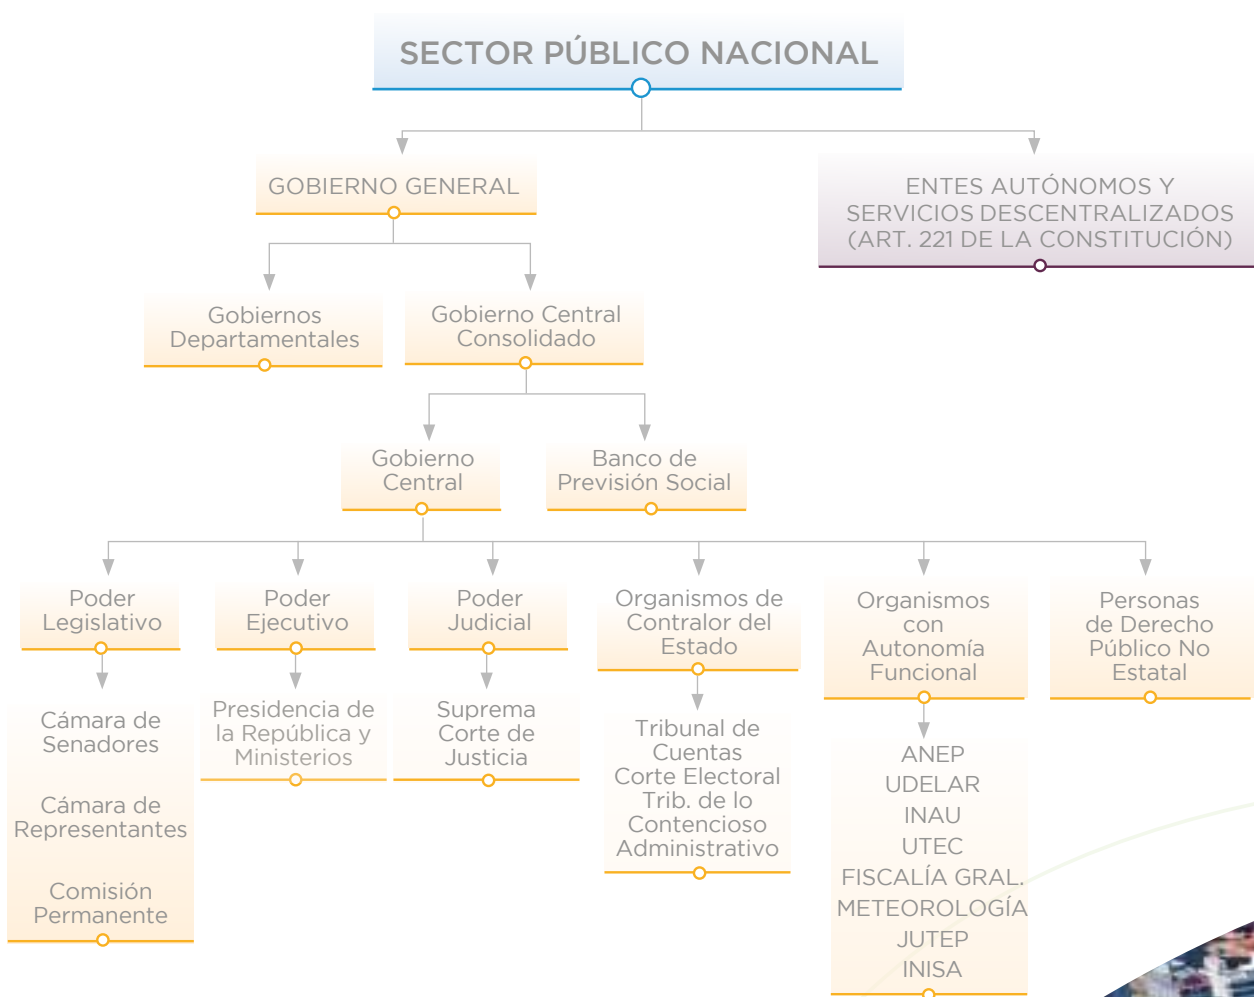 SECTOR PÚBLICO NACIONAL
GOBIERNO GENERAL
ENTES AUTÓNOMOS Y
SERVICIOS DESCENTRALIZADOS
(ART. 221 DE LA CONSTITUCIÓN)
Gobiernos
Departamentales
Gobierno Central
Consolidado
Gobierno
Central
Banco de
Previsión Social
Poder
Legislativo
Poder
Ejecutivo
Poder
Judicial
Organismos de
Contralor del
Estado
Organismos
con
Autonomía
Funcional
Personas
de Derecho
Público No
Estatal
Cámara de
Senadores
Cámara de
Representantes
Comisión
Permanente
Presidencia de
la República y
Ministerios
Suprema
Corte de
Justicia
Tribunal de
Cuentas
Corte Electoral
Trib. de lo
Contencioso
Administrativo
ANEP
UDELAR
INAU
UTEC
FISCALÍA GRAL.
METEOROLOGÍA
JUTEP
INISA